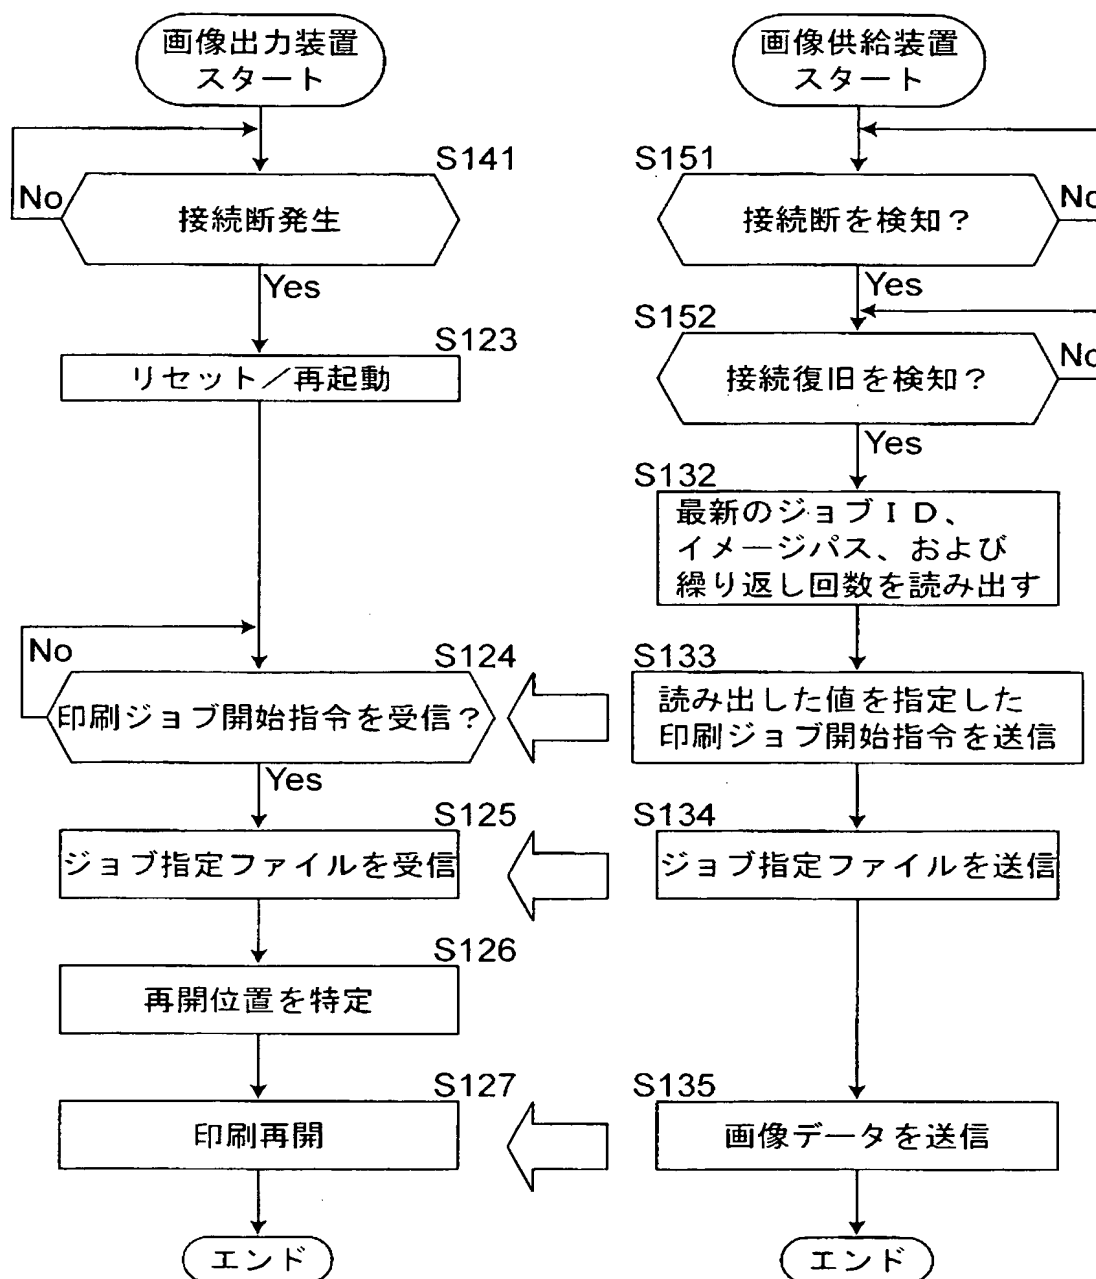 画像出力装置
スタート
S141
No
接続断発生
Yes
S123
リセット／再起動
No
S124
印刷ジョブ開始指令を受信？
Yes
S125
ジョブ指定ファイルを受信
S126
再開位置を特定
S127
印刷再開
エンド
画像供給装置
スタート
S151
No
接続断を検知？
Yes
S152
No
接続復旧を検知？
Yes
S132
最新のジョブＩＤ、
イメージパス、および
繰り返し回数を読み出す
S133
読み出した値を指定した
印刷ジョブ開始指令を送信
S134
ジョブ指定ファイルを送信
S135
画像データを送信
エンド